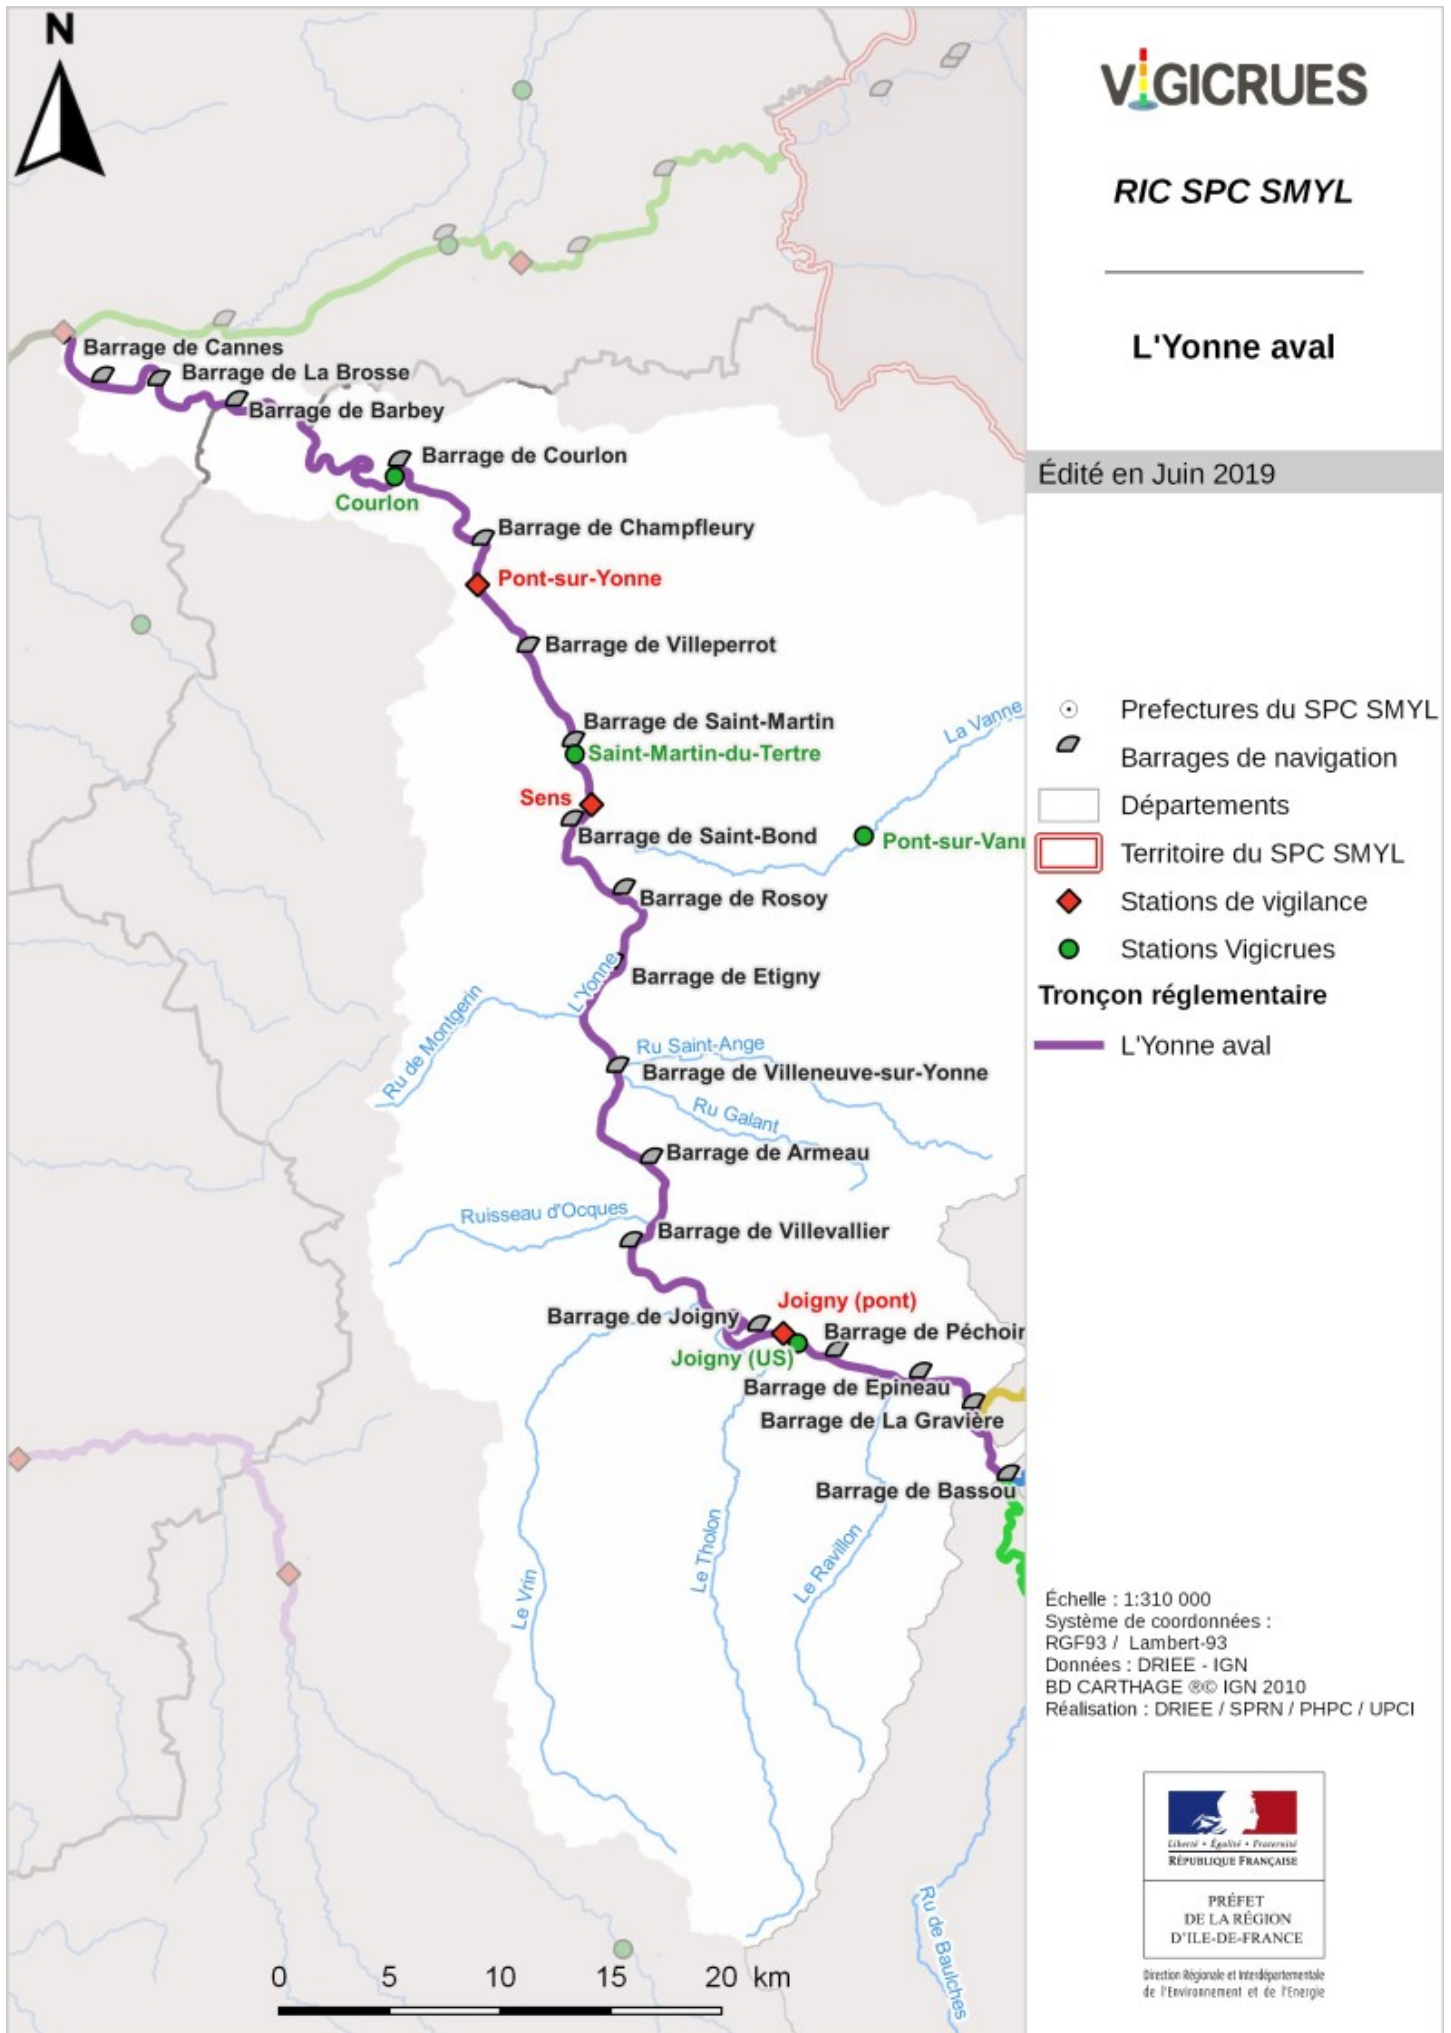 N
VIGICRUES
RIC SPC SMYL
L'Yonne aval
Édité en Juin 2019
Barrage de Cannes
Barrage de La Brosse
Barrage de Barbey
Barrage de Courlon
Courlon
Barrage de Champfleury
Pont-sur-Yonne
Barrage de Villeperrot
Barrage de Saint-Martin
Saint-Martin-du-Tertre
La Vanne
Sens
Barrage de Saint-Bond
Pont-sur-Vann
Barrage de Rosoy
L'Yonne
Barrage de Etigny
Ru de Montgerin
Ru Saint-Ange
Barrage de Villeneuve-sur-Yonne
Ru Galant
Barrage de Armeau
Ruisseau d'Ocques
Barrage de Villevallier
Joigny (pont)
Barrage de Joigny
Barrage de Péchoir
Joigny (US)
Barrage de Epineau
Barrage de La Gravière
Barrage de Bassou
Le Vrin
Le Tholon
Le Ravillon
Ru de Baulches
0 5 10 15 20 km
Prefectures du SPC SMYL
Barrages de navigation
Départements
Territoire du SPC SMYL
Stations de vigilance
Stations Vigicrues
Tronçon réglementaire
L'Yonne aval
Échelle : 1:310 000
Système de coordonnées :
RGF93 / Lambert-93
Données : DRIEE - IGN
BD CARTHAGE ®© IGN 2010
Réalisation : DRIEE / SPRN / PHPC / UPCI
Liberté • Égalité • Fraternité
RÉPUBLIQUE FRANÇAISE
PRÉFET
DE LA RÉGION
D'ILE-DE-FRANCE
Direction Régionale et Interdépartementale
de l'Environnement et de l'Energie